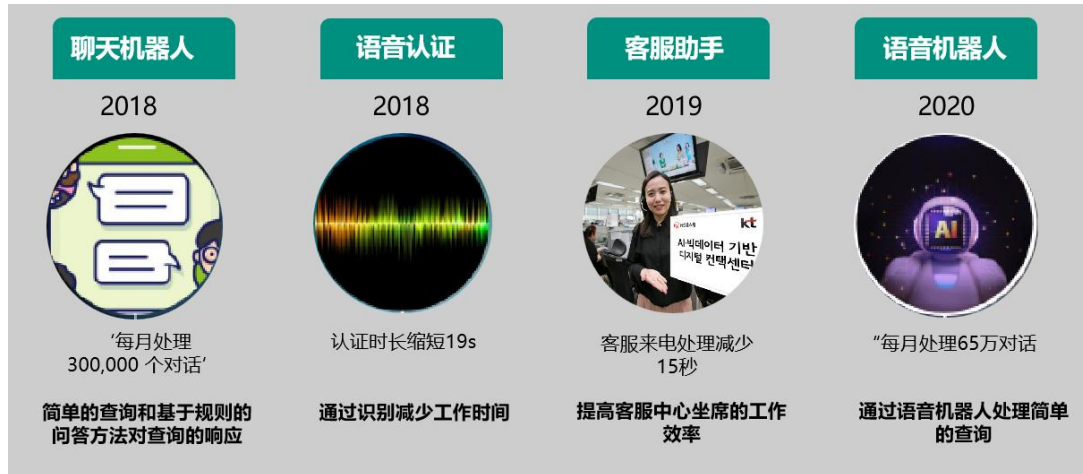 聊天机器人
2018
‘每月处理
300,000 个对话’
简单的查询和基于规则的
问答方法对查询的响应
语音认证
2018
认证时长缩短19s
通过识别减少工作时间
客服助手
2019
kt
AI·빅데이터 기반
디지털 컨택센터
客服来电处理减少
15秒
提高客服中心坐席的工作
效率
语音机器人
2020
AI
“每月处理65万对话
通过语音机器人处理简单
的查询